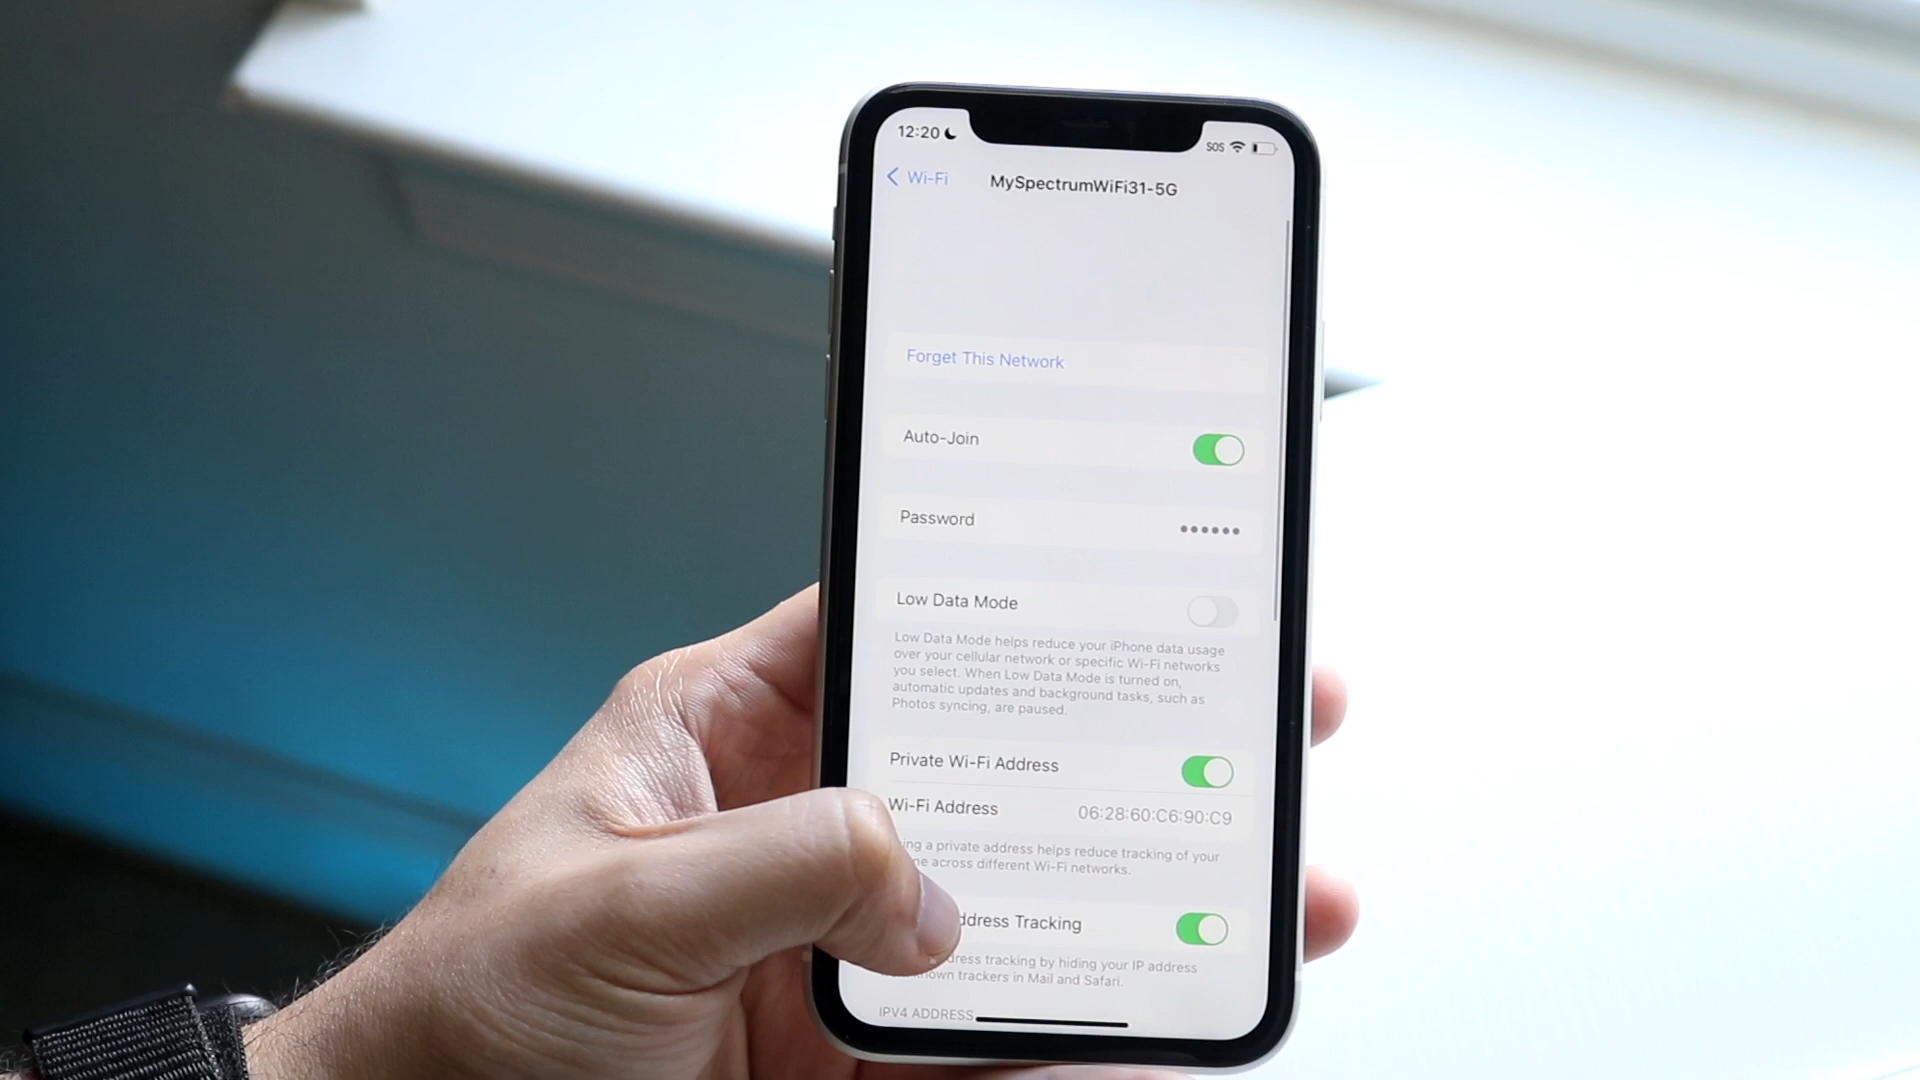 12:20
SOS
Wi-Fi
MySpectrumWiFi31-5G
Forget This Network
Auto-Join
Password ••••••
Low Data Mode
Low Data Mode helps reduce your iPhone data usage
over your cellular network or specific Wi-Fi networks
you select. When Low Data Mode is turned on,
automatic updates and background tasks, such as
Photos syncing, are paused.
Private Wi-Fi Address
Wi-Fi Address 06:28:60:C6:90:C9
a private address helps reduce tracking of your
across different Wi-Fi networks.
Tracking
tracking by hiding your IP address
trackers in Mail and Safari.
IPV4 ADDRESS